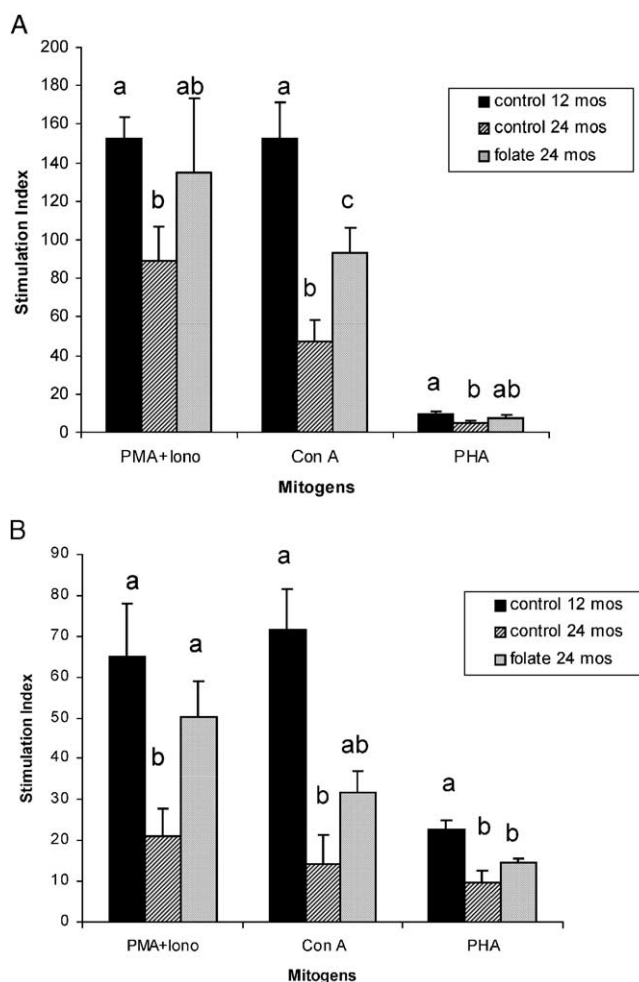 A
200
180
160
140
120
100
80
60
40
20
0
Stimulation Index
a ab a
b c
b
a b ab
control 12 mos
control 24 mos
folate 24 mos
PMA+Iono Con A PHA
Mitogens
B
90
80
70
60
50
40
30
20
10
0
Stimulation Index
a
a
a
b
ab
b
a
b b
control 12 mos
control 24 mos
folate 24 mos
PMA+Iono Con A PHA
Mitogens